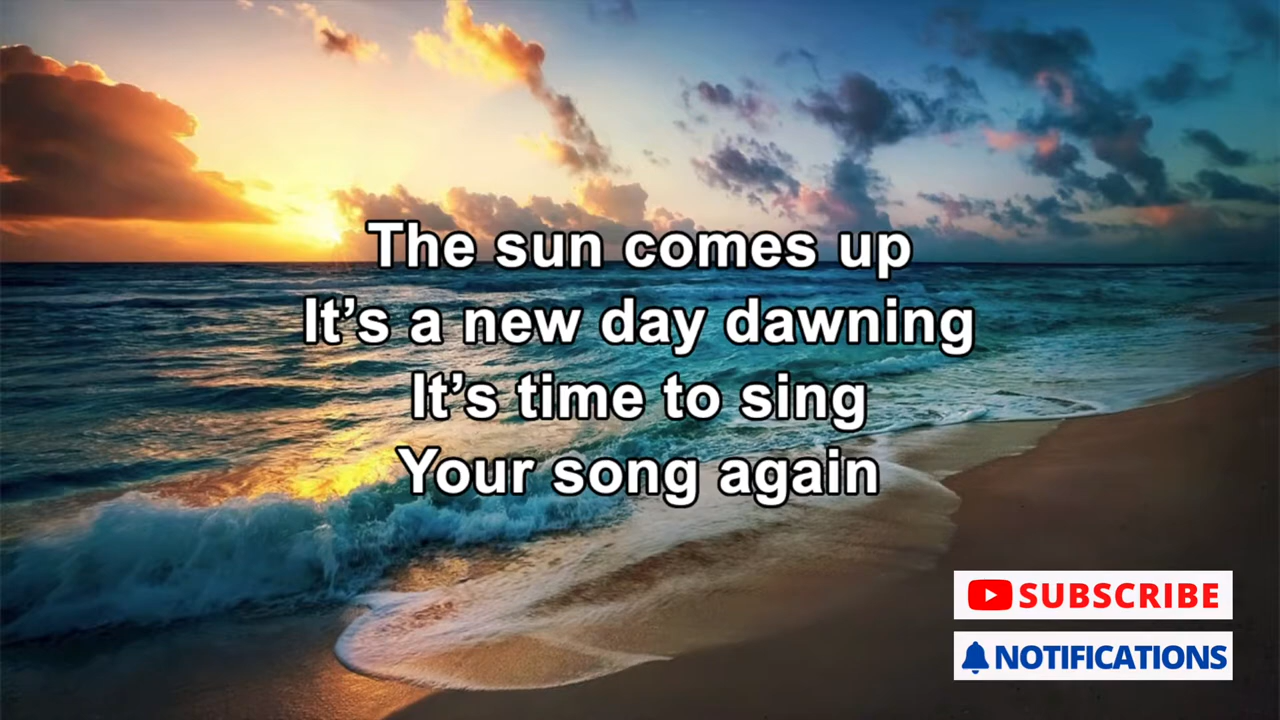 The sun comes up
It’s a new day dawning
It’s time to sing
Your song again
SUBSCRIBE
NOTIFICATIONS